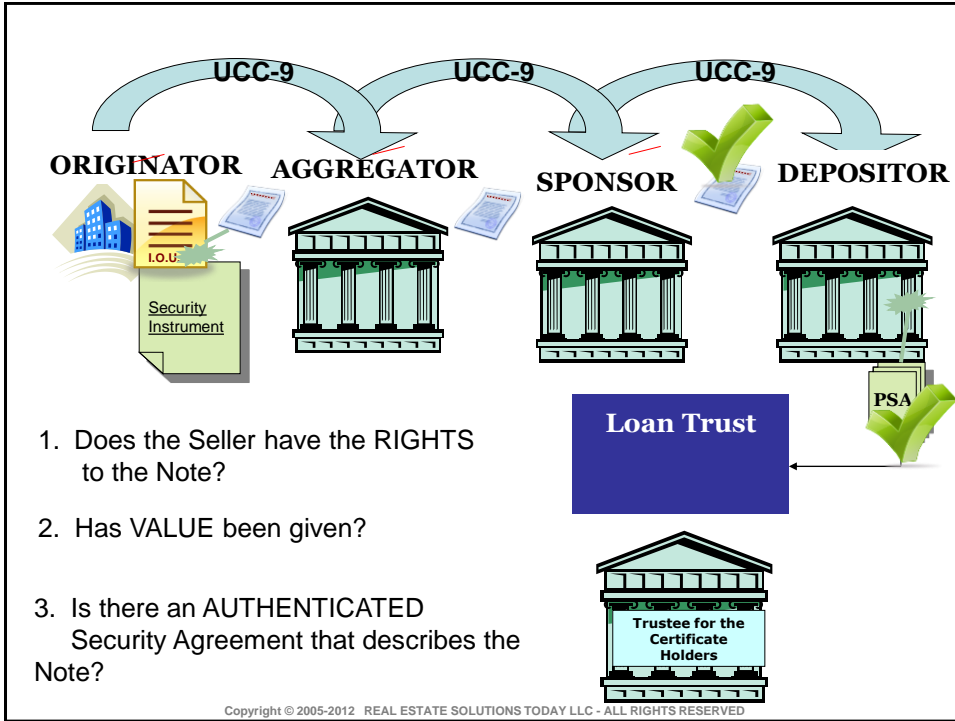 UCC-9 UCC-9 UCC-9
ORIGINATOR AGGREGATOR SPONSOR DEPOSITOR
I.O.U
Security
Instrument
PSA
Loan Trust
1. Does the Seller have the RIGHTS
to the Note?
2. Has VALUE been given?
3. Is there an AUTHENTICATED
Security Agreement that describes the
Note?
Trustee for the
Certificate
Holders
Copyright © 2005-2012 REAL ESTATE SOLUTIONS TODAY LLC - ALL RIGHTS RESERVED